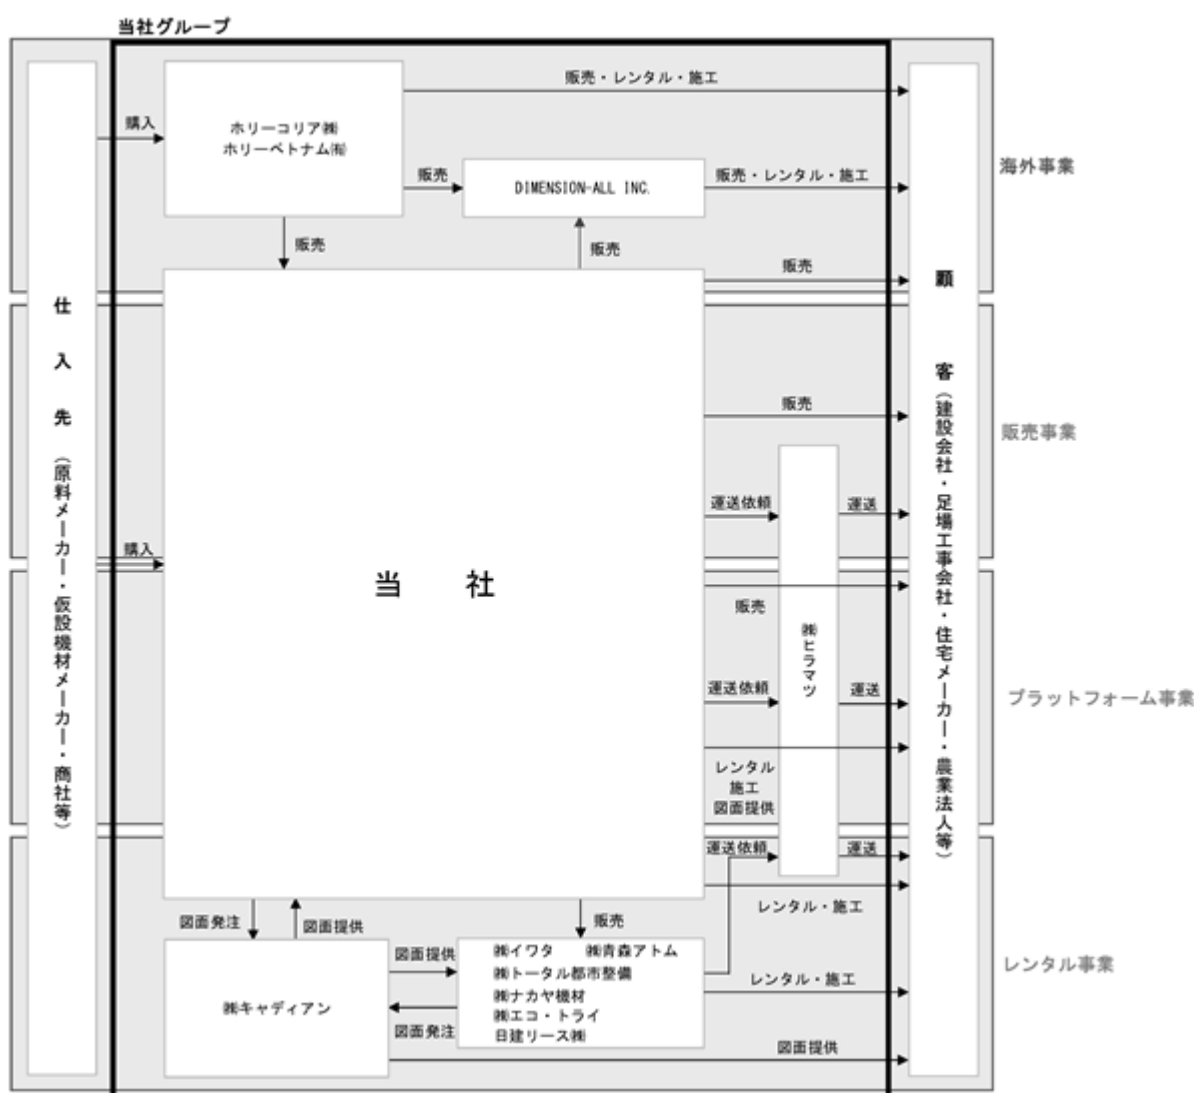 当社グループ
購入
ホリーコリア㈱
ホリーベトナム㈲
販売・レンタル・施工
販売
DIMENSION-ALL INC.
販売・レンタル・施工
海外事業
販売
販売
販売
仕入先（原料メーカー・仮設機材メーカー・商社等）
顧客（建設会社・足場工事会社・住宅メーカー・農業法人等）
販売
販売事業
運送依頼
運送
購入
当社
販売
㈱ヒラマツ
運送依頼
運送
プラットフォーム事業
レンタル
施工
図面提供
運送依頼
運送
レンタル・施工
図面発注
図面提供
販売
図面提供
㈱イワタ　㈱青森アトム
㈱トータル都市整備
㈱ナカヤ機材
㈱エコ・トライ
日建リース㈱
レンタル・施工
レンタル事業
㈱キャディアン
図面発注
図面提供